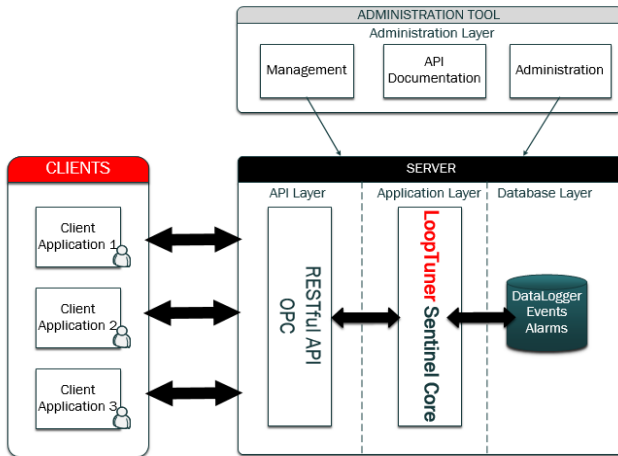 ADMINISTRATION TOOL
Administration Layer
Management
API
Documentation
Administration
CLIENTS
Client
Application 1
Client
Application 2
Client
Application 3
SERVER
API Layer
Application Layer
Database Layer
RESTful API
OPC
LoopTuner Sentinel Core
DataLogger
Events
Alarms